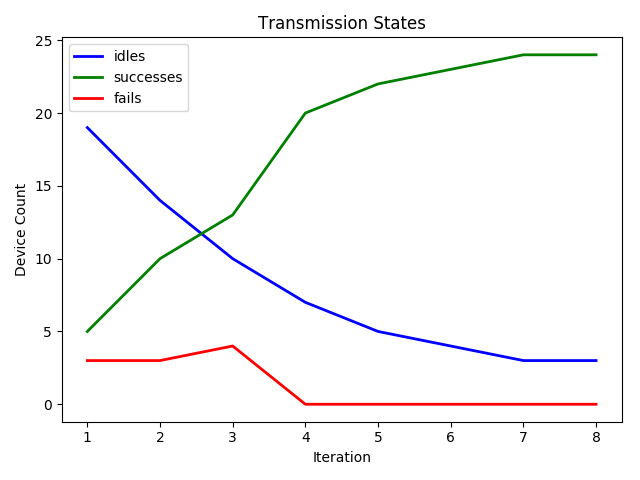 Transmission States
idles
successes
fails
25
20
15
10
5
0
Device Count
1 2 3 4 5 6 7 8
Iteration